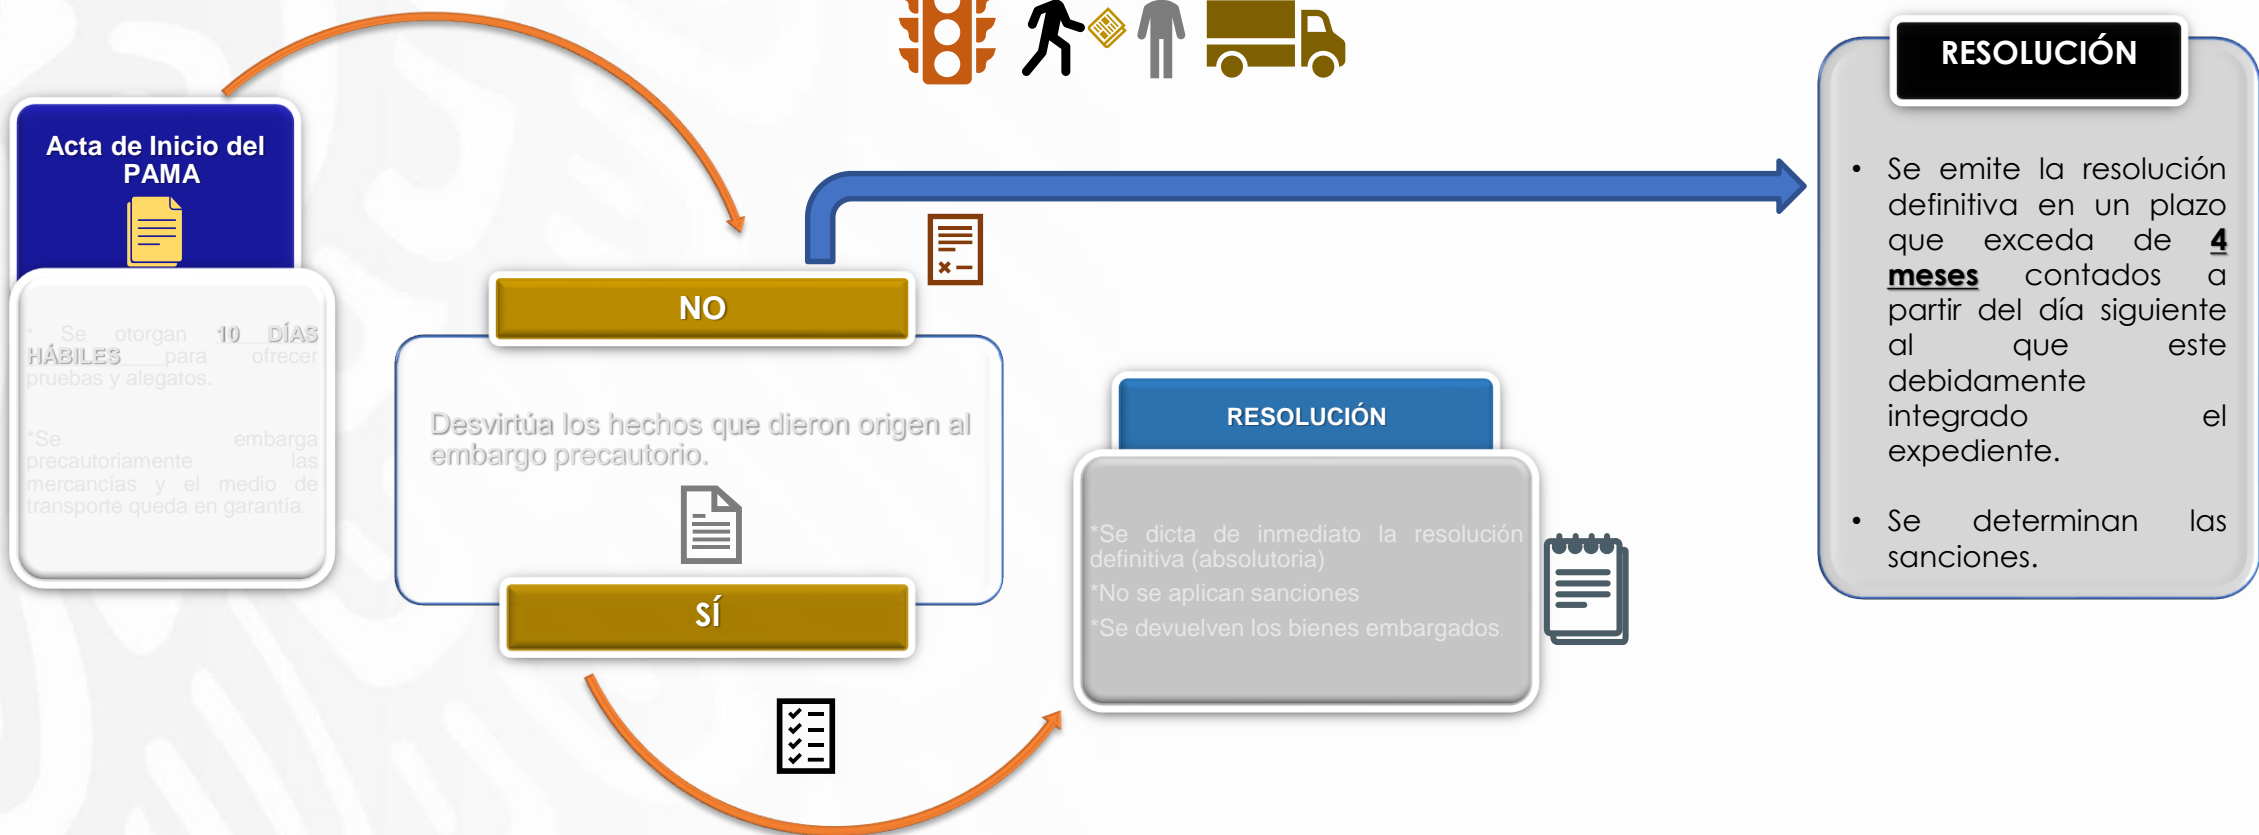 Acta de Inicio del
PAMA
* Se otorgan 10 DÍAS
HÁBILES para ofrecer
pruebas y alegatos.
*Se embarga
precautoriamente las
mercancías y el medio de
transporte queda en garantía.
NO
Desvirtúa los hechos que dieron origen al
embargo precautorio.
SÍ
RESOLUCIÓN
*Se dicta de inmediato la resolución
definitiva (absolutoria)
*No se aplican sanciones
*Se devuelven los bienes embargados.
RESOLUCIÓN
• Se emite la resolución
definitiva en un plazo
que exceda de 4
meses contados a
partir del día siguiente
al que este
debidamente
integrado el
expediente.
• Se determinan las
sanciones.